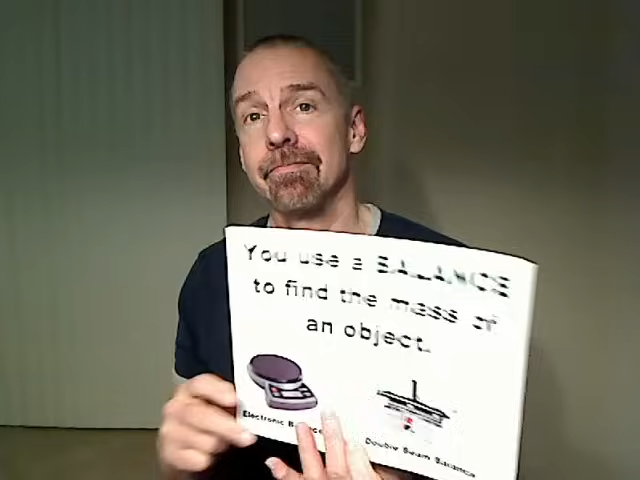 You use a BALANCE
to find the mass of
an object.
Electronic
Double Beam Balance